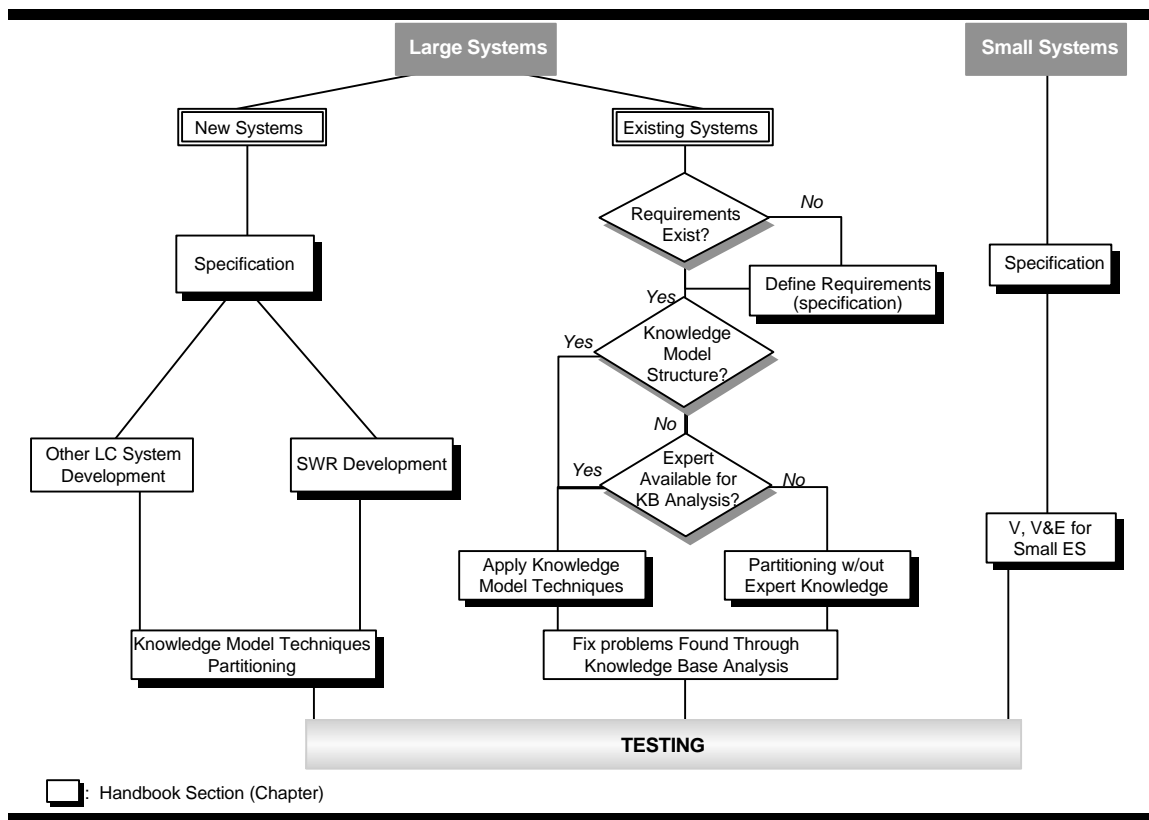 Large Systems
Small Systems
New Systems
Existing Systems
Requirements
Exist?
No
Specification
Define Requirements
(specification)
Specification
Yes
Knowledge
Model
Structure?
Yes
No
Other LC System
Development
SWR Development
Expert
Available for
KB Analysis?
Yes
No
V, V&E for
Small ES
Apply Knowledge
Model Techniques
Partitioning w/out
Expert Knowledge
Knowledge Model Techniques
Partitioning
Fix problems Found Through
Knowledge Base Analysis
TESTING
: Handbook Section (Chapter)